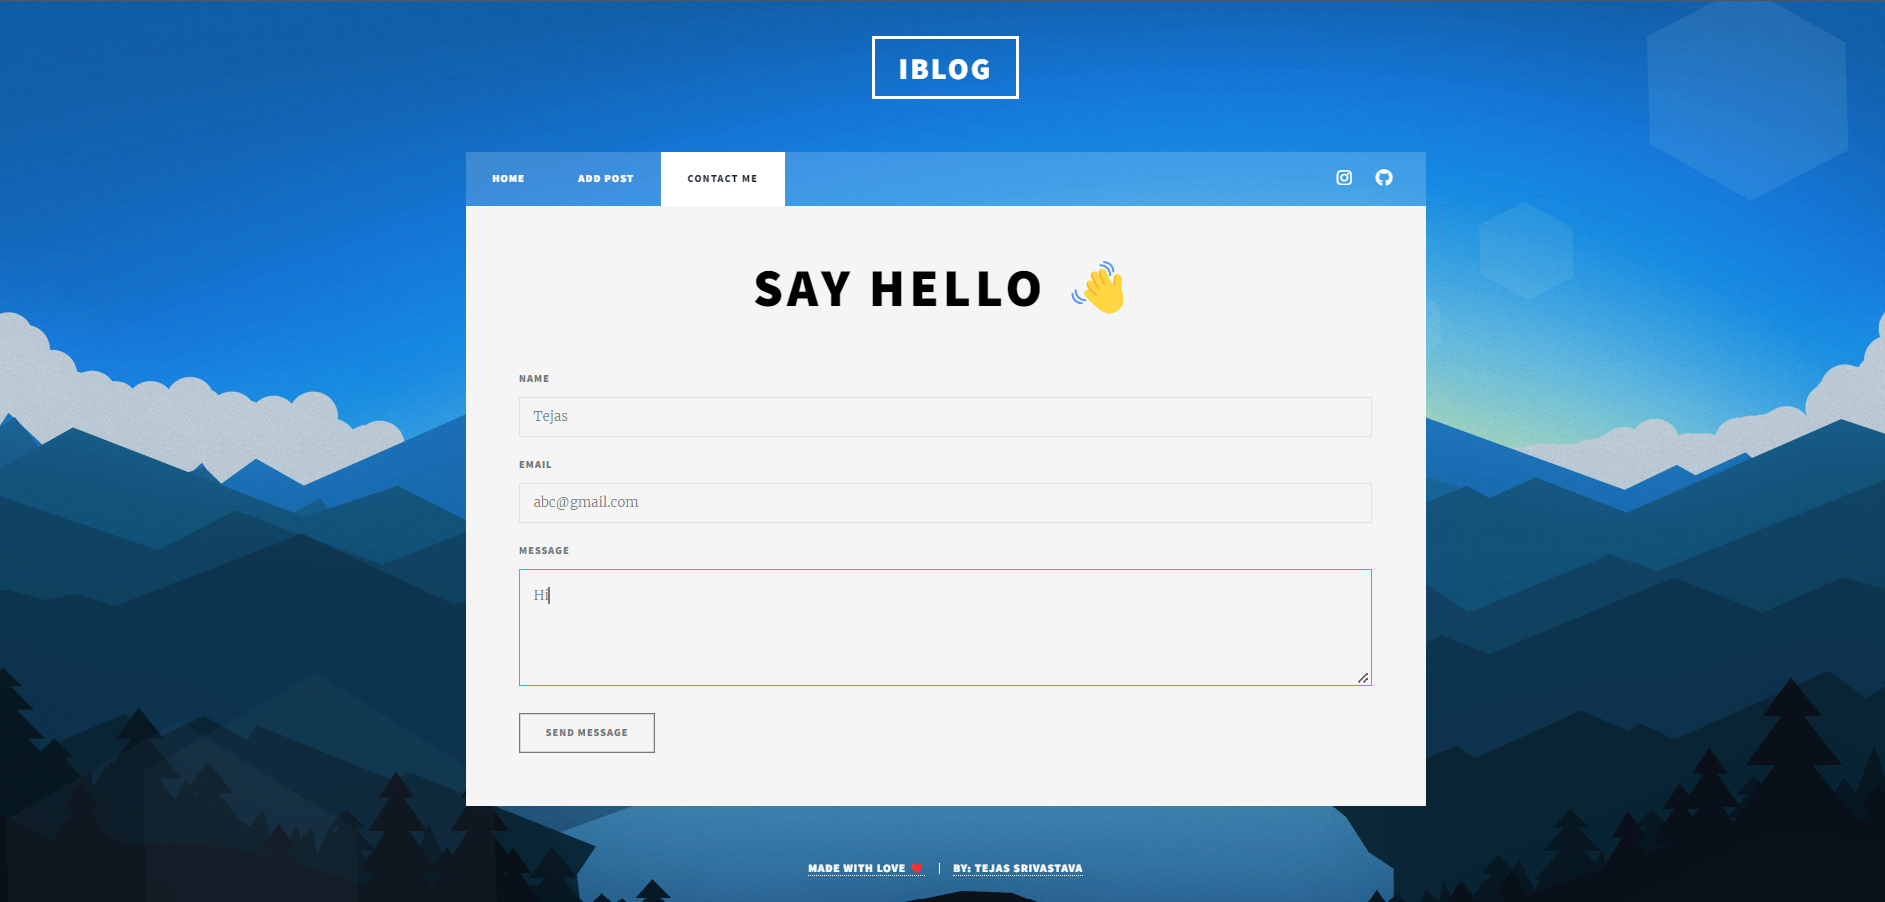 IBLOG
HOME ADD POST CONTACT ME
SAY HELLO 👋
NAME
Tejas
EMAIL
abc@gmail.com
MESSAGE
Hi
SEND MESSAGE
MADE WITH LOVE ❤️ | BY: TEJAS SRIVASTAVA